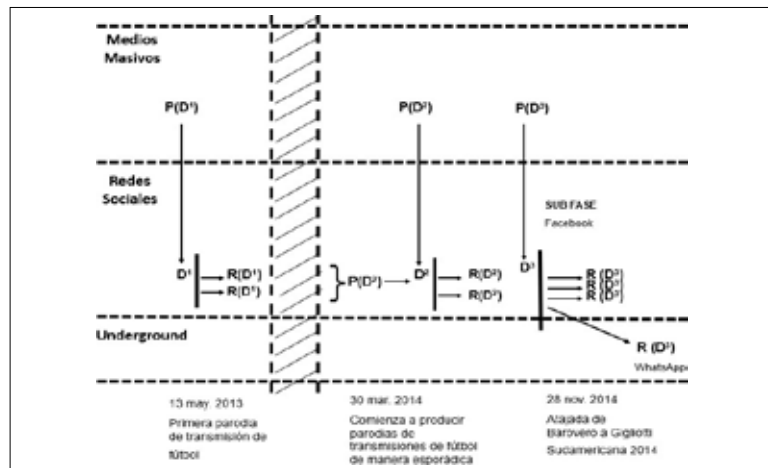 Medios
Masivos
P(D¹) P(D²) P(D³)
Redes
Sociales
SUBFASE
Facebook
D¹ R(D¹)
R(D¹)
P(D²) D² R(D²)
R(D²)
D³ R (D³)
R (D³)
R (D³)
Underground
R (D³)
WhatsApp
13 may. 2013
Primera parodia
de transmisión de
fútbol
30 mar. 2014
Comienza a producir
parodias de
transmisiones de fútbol
de manera esporádica
28 nov. 2014
Atajada de
Barovero a Gigliotti
Sudamericana 2014